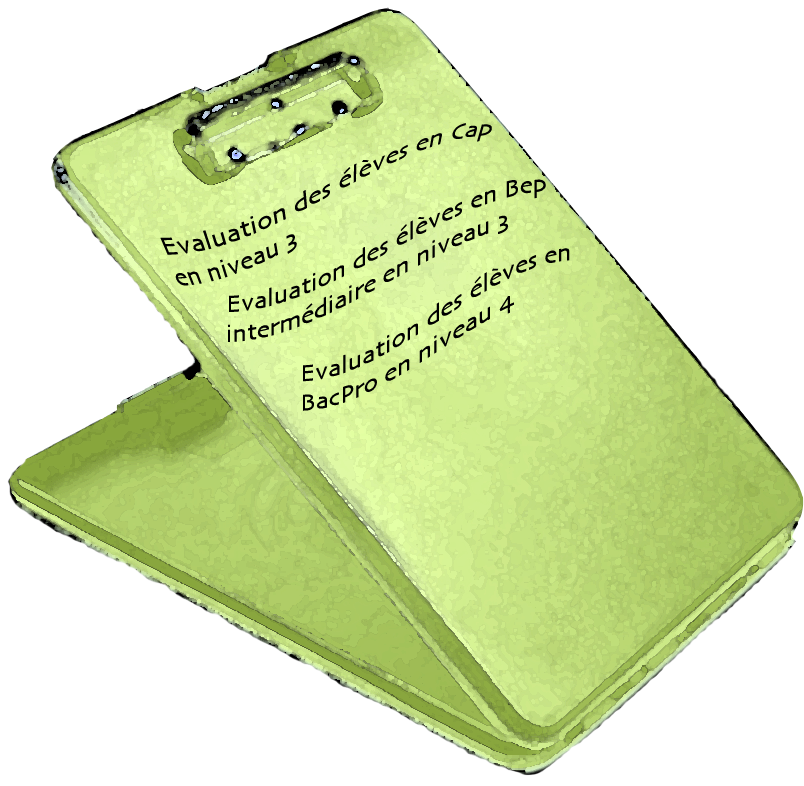 Evaluation des élèves en Cap
en niveau 3
Evaluation des élèves en Bep
intermédiaire en niveau 3
Evaluation des élèves en
BacPro en niveau 4